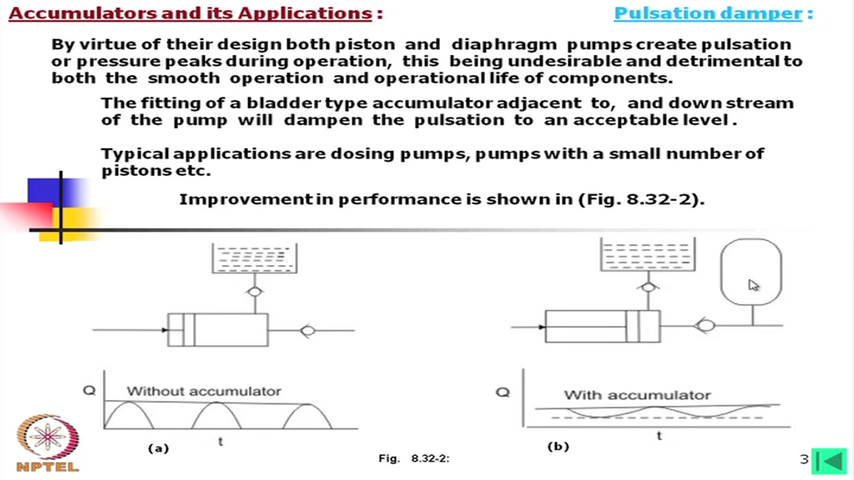 Accumulators and its Applications :
Pulsation damper :
By virtue of their design both piston and diaphragm pumps create pulsation
or pressure peaks during operation, this being undesirable and detrimental to
both the smooth operation and operational life of components.
The fitting of a bladder type accumulator adjacent to, and down stream
of the pump will dampen the pulsation to an acceptable level .
Typical applications are dosing pumps, pumps with a small number of
pistons etc.
Improvement in performance is shown in (Fig. 8.32-2).
Q
Without accumulator
t
(a)
Q
With accumulator
t
(b)
Fig. 8.32-2:
NPTEL
3